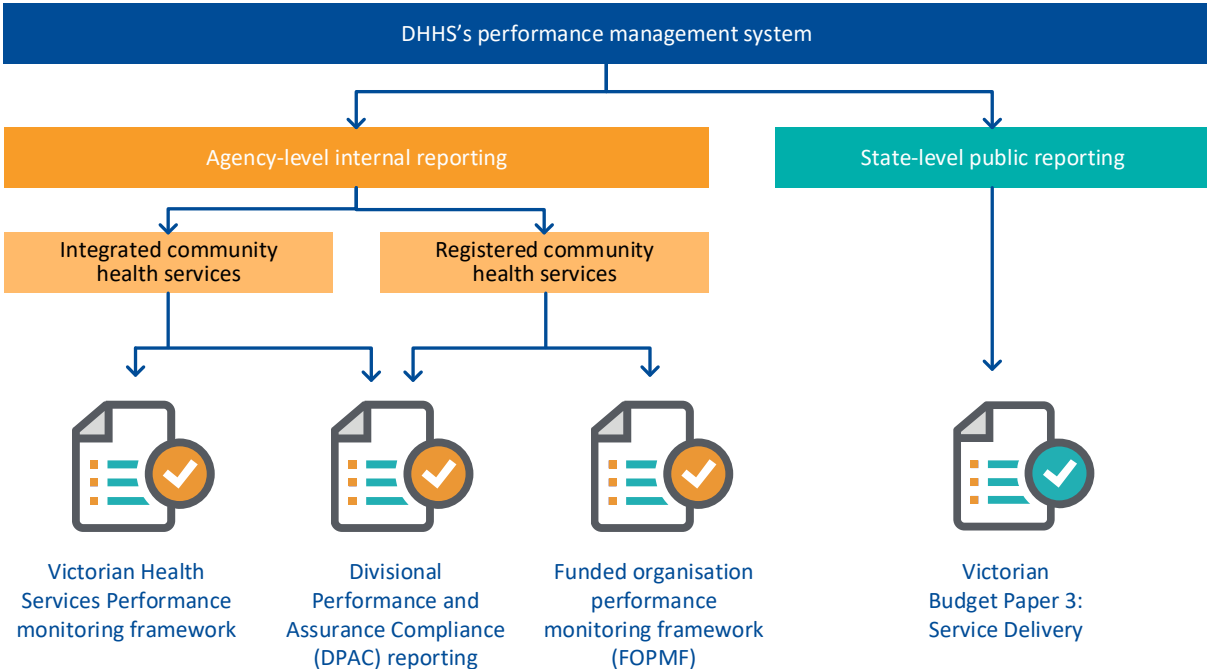 DHHS’s performance management system
Agency-level internal reporting
State-level public reporting
Integrated community
health services
Registered community
health services
Victorian Health
Services Performance
monitoring framework
Divisional
Performance and
Assurance Compliance
(DPAC) reporting
Funded organisation
performance
monitoring framework
(FOPMF)
Victorian
Budget Paper 3:
Service Delivery